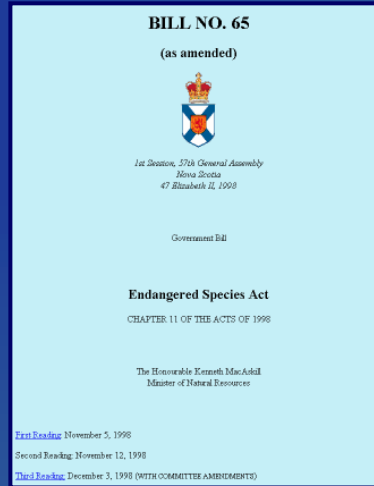 BILL NO. 65
(as amended)
1st Session, 57th General Assembly
Nova Scotia
47 Elizabeth II, 1998
Government Bill
Endangered Species Act
CHAPTER 11 OF THE ACTS OF 1998
The Honourable Kenneth MacAskill
Minister of Natural Resources
First Reading: November 5, 1998
Second Reading: November 12, 1998
Third Reading: December 3, 1998 (WITH COMMITTEE AMENDMENTS)